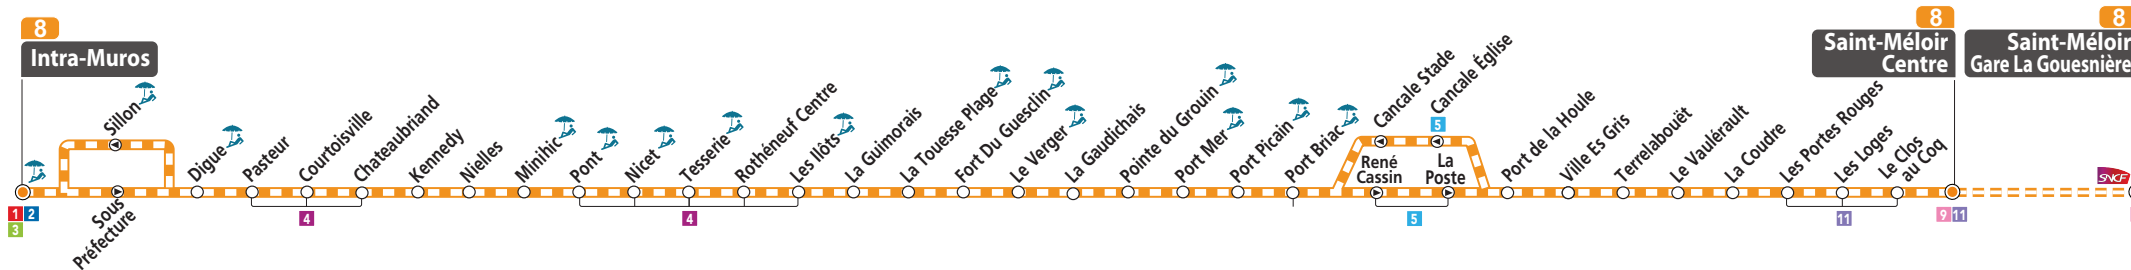 8
Intra-Muros
8
Saint-Méloir
Centre
8
Saint-Méloir
Gare La Gouesnière
Sillon
Sous
Préfecture
Digue
Pasteur
Courtoisville
Chateaubriand
Kennedy
Nielles
Minihic
Pont
Nicet
Tesserie
Rothéneuf Centre
Les Ilôts
La Guimorais
La Touesse Plage
Fort Du Guesclin
Le Verger
La Gaudichais
Pointe du Grouin
Port Mer
Port Picain
Port Briac
Cancale Stade
Cancale Église
5
René
Cassin
La
Poste
Port de la Houle
Ville Es Gris
Terrelabouët
Le Vaulérault
La Coudre
Les Portes Rouges
Les Loges
Le Clos
au Coq
SNCF
1 2
3
4
4
5
11
9 11